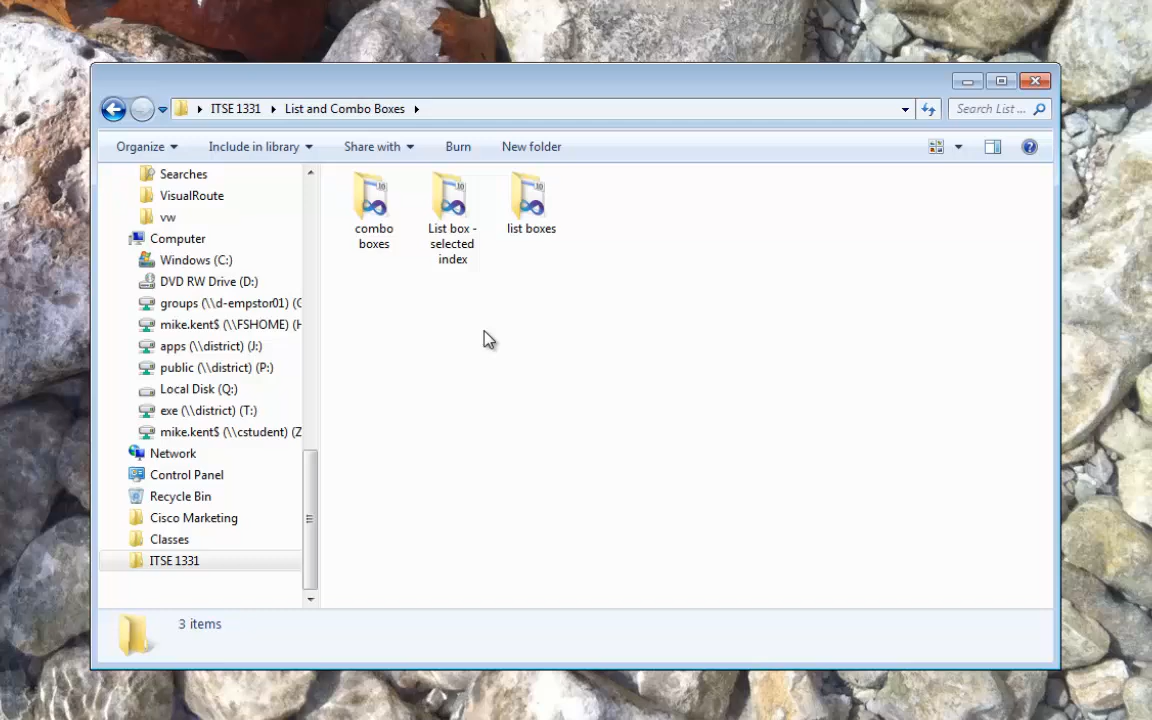 ITSE 1331 List and Combo Boxes
Search List ...
Organize Include in library Share with Burn New folder
Searches
VisualRoute
vw
Computer
Windows (C:)
DVD RW Drive (D:)
groups (\\d-empstor01) (
mike.kent$ (\\FSHOME) (
apps (\\district) (J:)
public (\\district) (P:)
Local Disk (Q:)
exe (\\district) (T:)
mike.kent$ (\\cstudent) (Z
Network
Control Panel
Recycle Bin
Cisco Marketing
Classes
ITSE 1331
combo
boxes
List box -
selected
index
list boxes
3 items